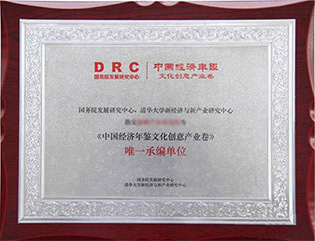 DRC
国务院发展研究中心
中国经济年鉴
文化创意产业卷
国务院发展研究中心,清华大学新经济与新产业研究中心
指定 为
《中国经济年鉴文化创意产业卷》
唯一承编单位
国务院发展研究中心
清华大学新经济与新产业研究中心